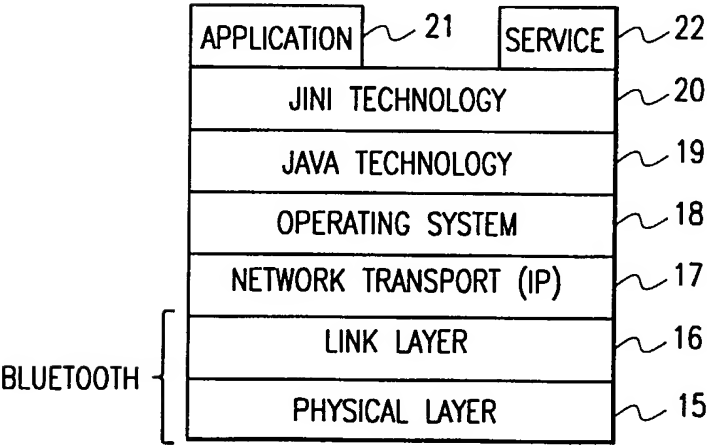 APPLICATION 21 SERVICE 22
JINI TECHNOLOGY 20
JAVA TECHNOLOGY 19
OPERATING SYSTEM 18
NETWORK TRANSPORT (IP) 17
LINK LAYER 16
BLUETOOTH
PHYSICAL LAYER 15